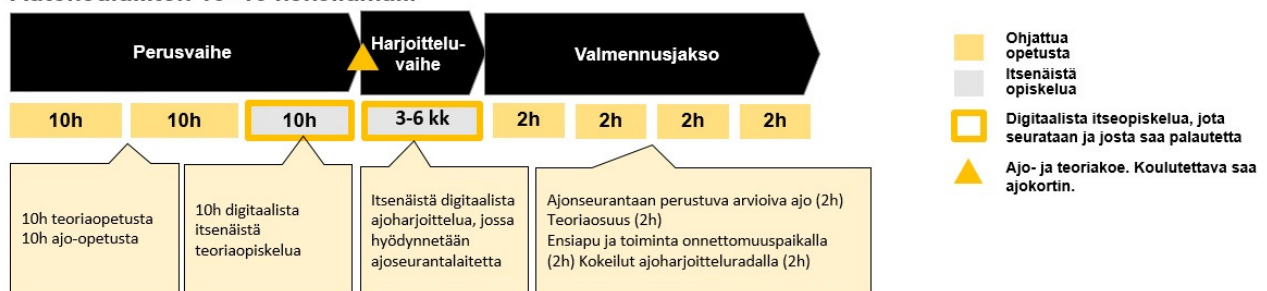 Perusvaihe
Harjoittelu-
vaihe
Valmennusjakso
10h
10h
10h
3-6 kk
2h
2h
2h
2h
10h teoriaopetusta
10h ajo-opetusta
10h digitaalista
itsenäistä
teoriaopiskelua
Itsenäistä digitaalista
ajoharjoittelua, jossa
hyödynnetään
ajoseurantalaitetta
Ajonseurantaan perustuva arvioiva ajo (2h)
Teoriaosuus (2h)
Ensiapu ja toiminta onnettomuuspaikalla
(2h) Kokeilut ajoharjoitteluradalla (2h)
Ohjattua
opetusta
Itsenäistä
opiskelua
Digitaalista itseopiskelua, jota
seurataan ja josta saa palautetta
Ajo- ja teoriakoe. Koulutettava saa
ajokortin.